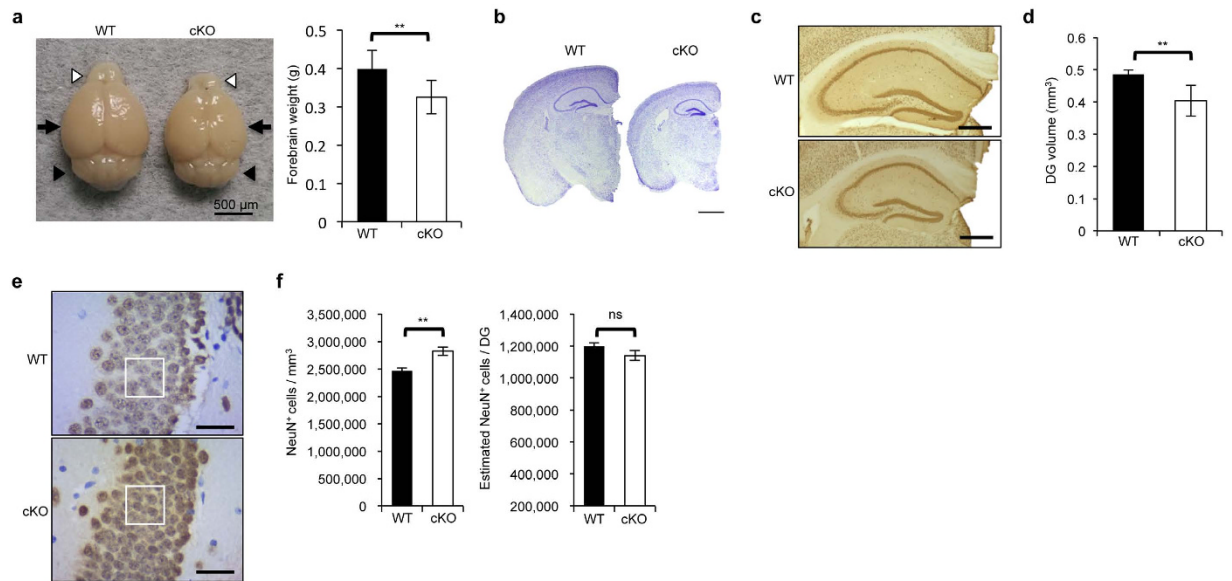 a
WT cKO
500 µm
**
Forebrain weight (g)
0.5
0.4
0.3
0.2
0.1
0
WT cKO
b
WT cKO
c
WT
cKO
d
**
DG volume (mm³)
0.6
0.5
0.4
0.3
0.2
0.1
0
WT cKO
e
WT
cKO
f
**
NeuN⁺ cells / mm³
3,500,000
3,000,000
2,500,000
2,000,000
1,500,000
1,000,000
500,000
0
WT cKO
ns
Estimated NeuN⁺ cells / DG
1,400,000
1,200,000
1,000,000
800,000
600,000
400,000
200,000
WT cKO